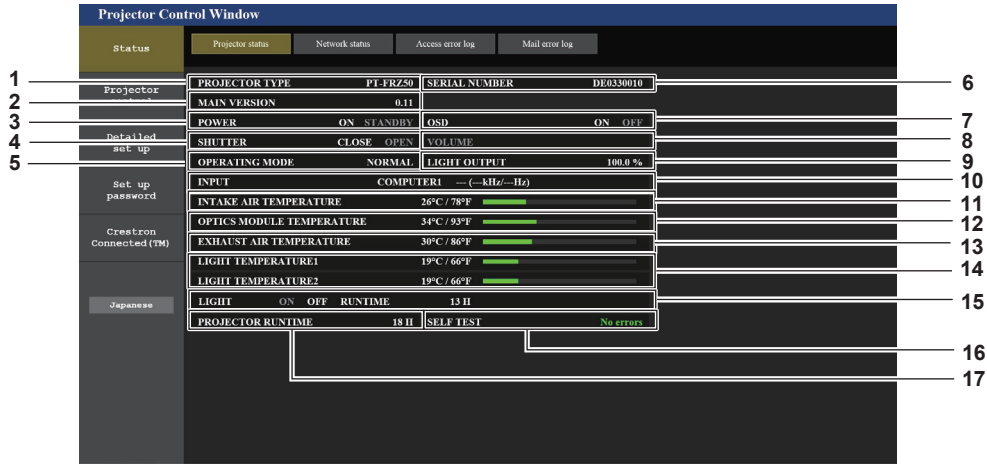 Projector Control Window
Status
Projector status Network status Access error log Mail error log
1 PROJECTOR TYPE PT-FRZ50 SERIAL NUMBER DE0330010 6
Projector
2 MAIN VERSION 0.11
3 POWER ON STANDBY OSD ON OFF 7
Detailed
set up
4 SHUTTER CLOSE OPEN VOLUME 8
5 OPERATING MODE NORMAL LIGHT OUTPUT 100.0 % 9
Set up
password
INPUT COMPUTER1 --- (---kHz/---Hz) 10
INTAKE AIR TEMPERATURE 26°C / 78°F 11
OPTICS MODULE TEMPERATURE 34°C / 93°F 12
Crestron
Connected(TM)
EXHAUST AIR TEMPERATURE 30°C / 86°F 13
LIGHT TEMPERATURE1 19°C / 66°F 14
LIGHT TEMPERATURE2 19°C / 66°F
Japanese
LIGHT ON OFF RUNTIME 13 H 15
PROJECTOR RUNTIME 18 H SELF TEST No errors
16
17